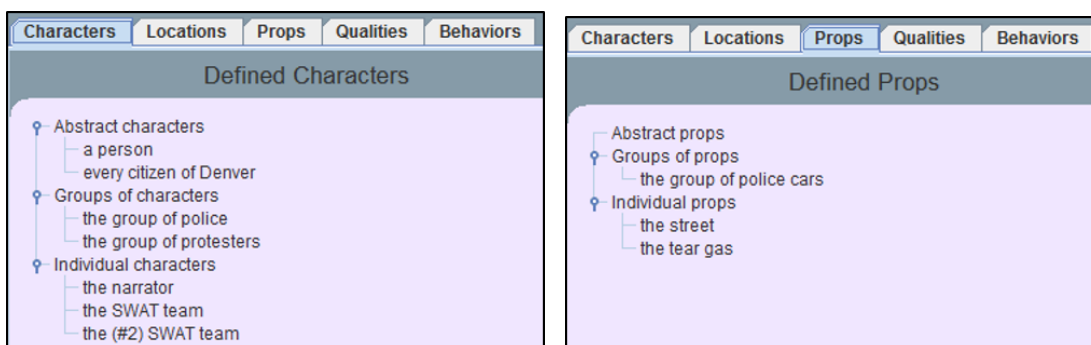 Characters Locations Props Qualities Behaviors
Defined Characters
Abstract characters
a person
every citizen of Denver
Groups of characters
the group of police
the group of protesters
Individual characters
the narrator
the SWAT team
the (#2) SWAT team
Characters Locations Props Qualities Behaviors
Defined Props
Abstract props
Groups of props
the group of police cars
Individual props
the street
the tear gas